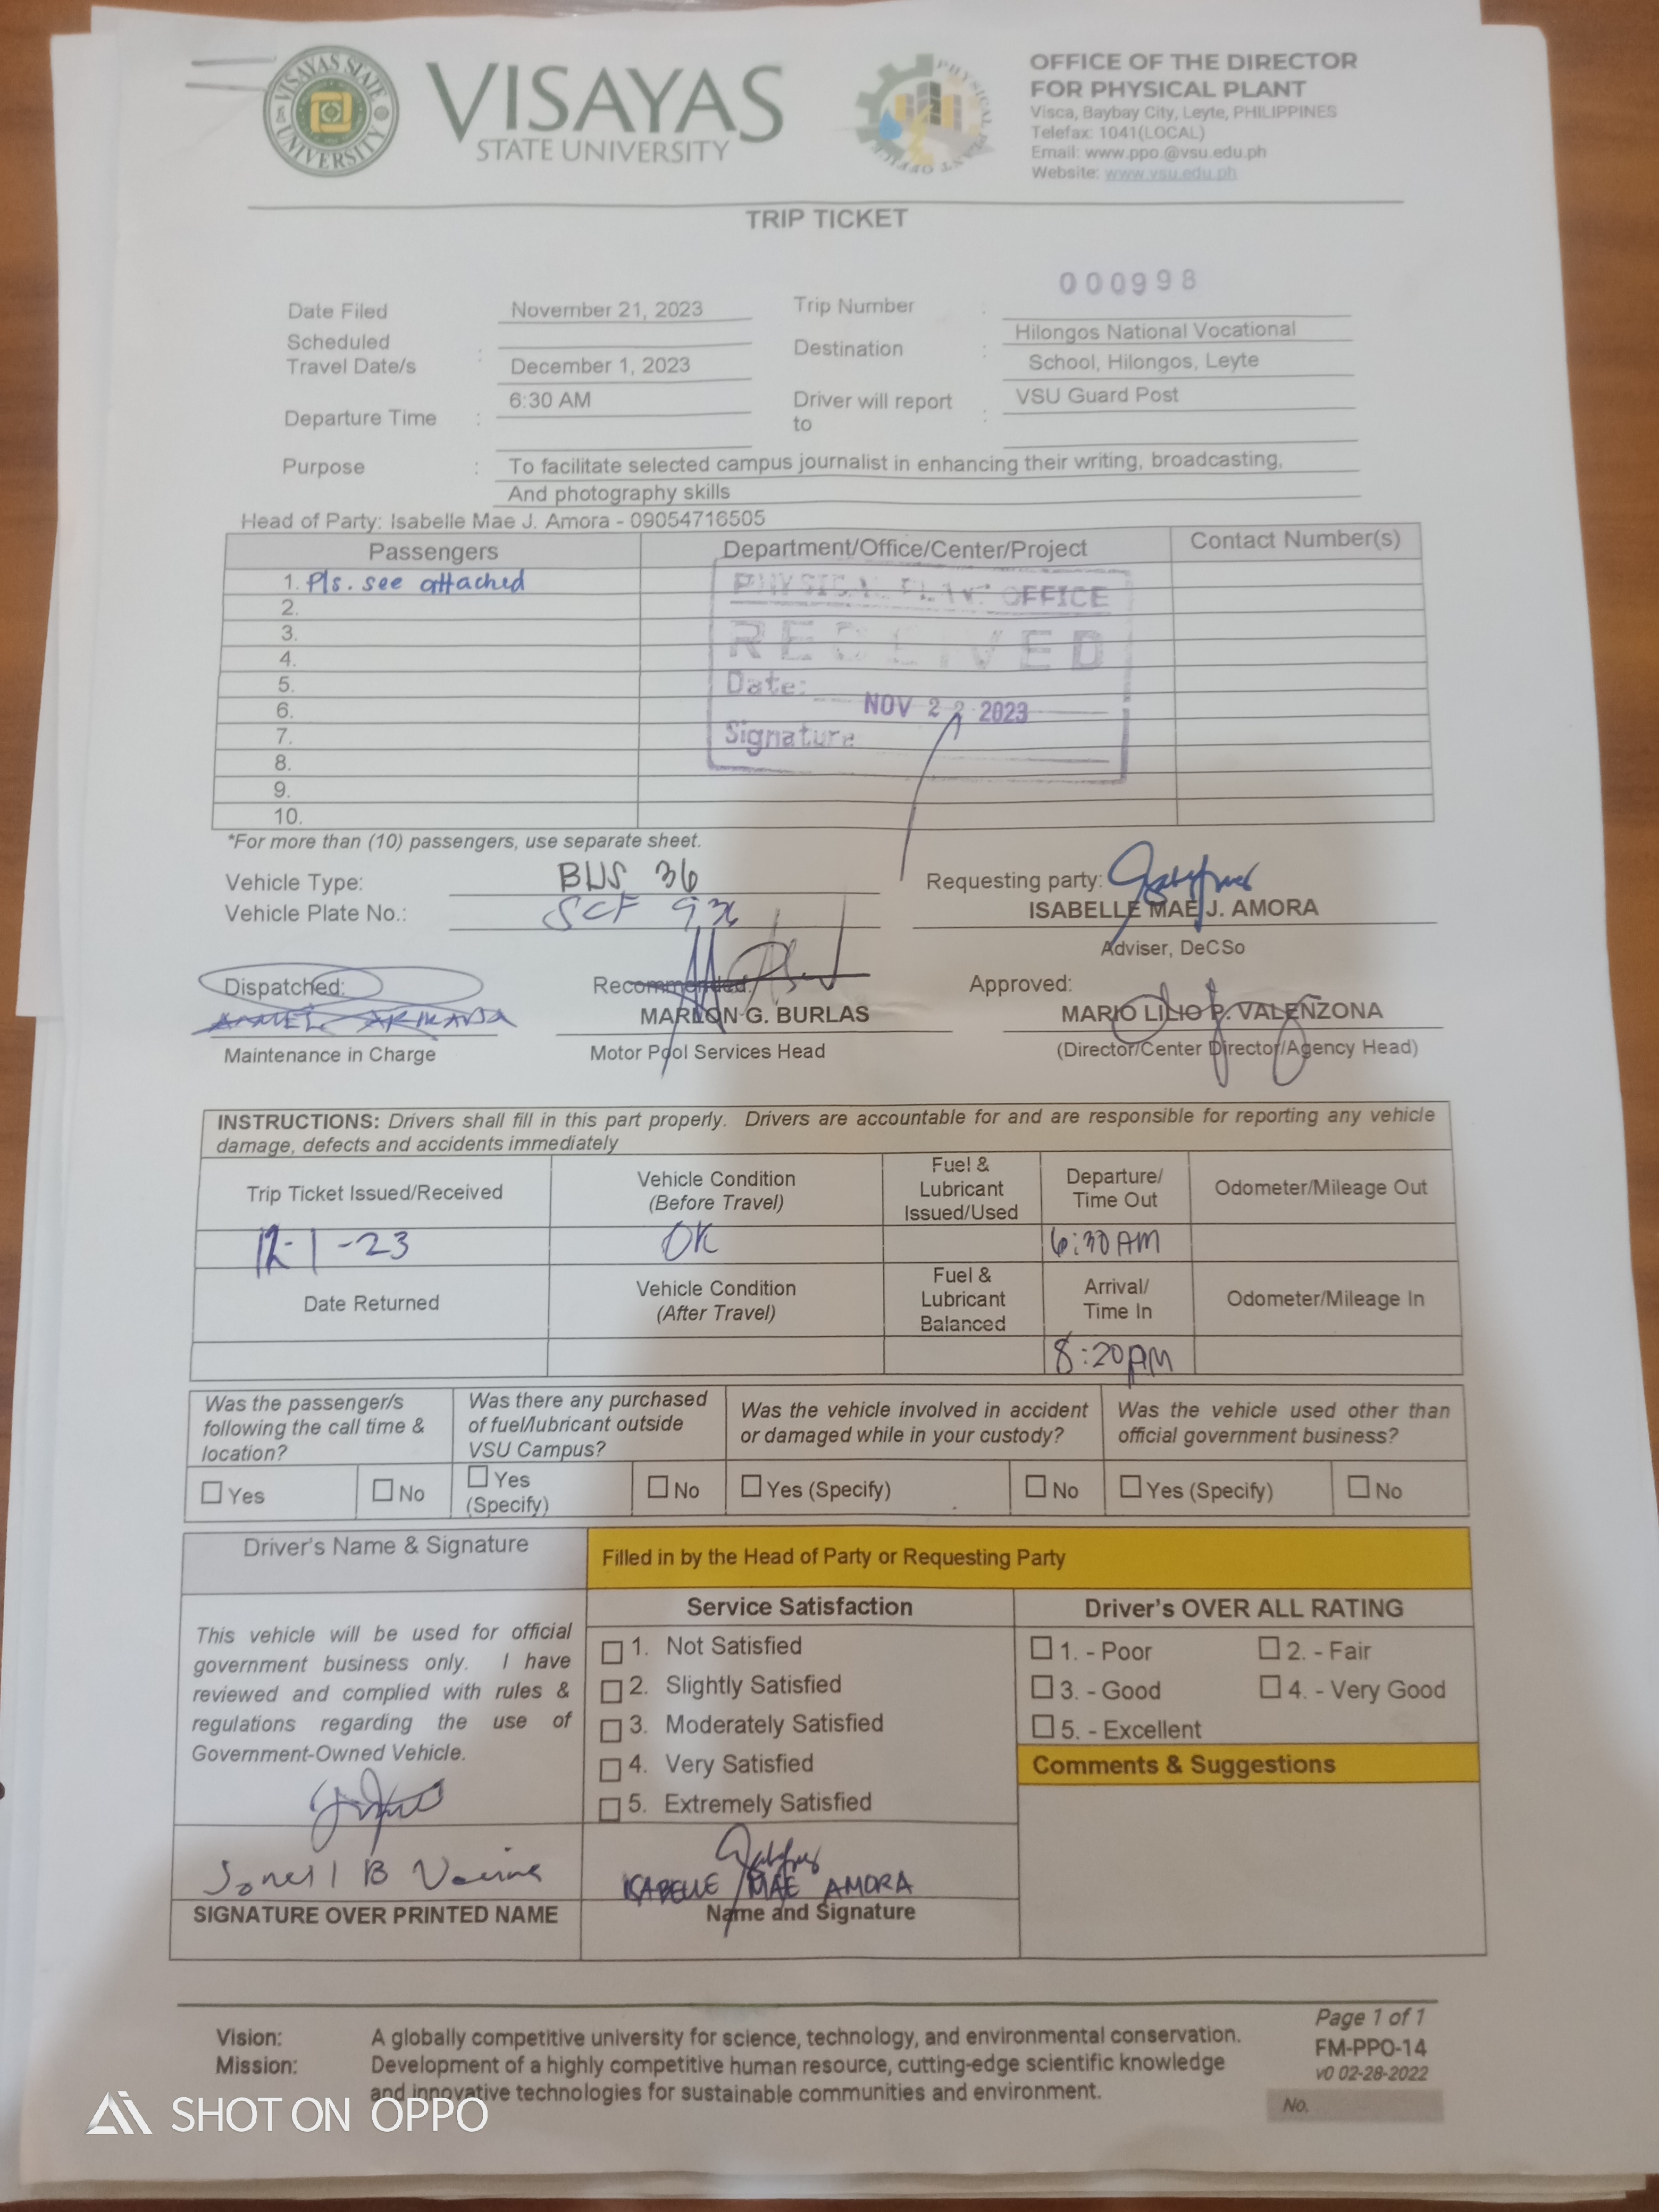 VISAYAS STATE UNIVERSITY
VISAYAS
STATE UNIVERSITY
PHYSICAL PLANT OFFICE
OFFICE OF THE DIRECTOR
FOR PHYSICAL PLANT
Visca, Baybay City, Leyte, PHILIPPINES
Telefax: 1041(LOCAL)
Email: www.ppo.@vsu.edu.ph
Website: www.vsu.edu.ph
TRIP TICKET
000998
Date Filed November 21, 2023 Trip Number :
Scheduled Travel Date/s : December 1, 2023 Destination : Hilongos National Vocational
School, Hilongos, Leyte
Departure Time : 6:30 AM Driver will report to : VSU Guard Post
Purpose : To facilitate selected campus journalist in enhancing their writing, broadcasting,
And photography skills
Head of Party: Isabelle Mae J. Amora - 09054716505
Passengers Department/Office/Center/Project Contact Number(s)
1. Pls. see attached
2.
3.
4.
5.
6.
7.
8.
9.
10.
PHYSICAL PLANT OFFICE
RECEIVED
Date: NOV 22 2023
Signature
*For more than (10) passengers, use separate sheet.
Vehicle Type: BUS 36 Requesting party:
Vehicle Plate No.: SCF ISABELLE MAE J. AMORA
Adviser, DeCSo
Dispatched: Recommended: Approved:
MARLON G. BURLAS MARIO LILIO P. VALENZONA
Maintenance in Charge Motor Pool Services Head (Director/Center Director/Agency Head)
INSTRUCTIONS: Drivers shall fill in this part properly. Drivers are accountable for and are responsible for reporting any vehicle
damage, defects and accidents immediately
Trip Ticket Issued/Received Vehicle Condition (Before Travel) Fuel & Lubricant Issued/Used Departure/ Time Out Odometer/Mileage Out
12-1-23 OK 6:30 AM
Date Returned Vehicle Condition (After Travel) Fuel & Lubricant Balanced Arrival/ Time In Odometer/Mileage In
8:20 PM
Was the passenger/s following the call time & location? Was there any purchased of fuel/lubricant outside VSU Campus? Was the vehicle involved in accident or damaged while in your custody? Was the vehicle used other than official government business?
Yes No Yes (Specify) No Yes (Specify) No Yes (Specify) No
Driver's Name & Signature Filled in by the Head of Party or Requesting Party
Service Satisfaction Driver's OVER ALL RATING
This vehicle will be used for official
government business only. I have
reviewed and complied with rules &
regulations regarding the use of
Government-Owned Vehicle.
1. Not Satisfied
2. Slightly Satisfied
3. Moderately Satisfied
4. Very Satisfied
5. Extremely Satisfied
1. - Poor 2. - Fair
3. - Good 4. - Very Good
5. - Excellent
Comments & Suggestions
B ISABELLE MAE AMORA
SIGNATURE OVER PRINTED NAME Name and Signature
Vision: A globally competitive university for science, technology, and environmental conservation.
Mission: Development of a highly competitive human resource, cutting-edge scientific knowledge
and innovative technologies for sustainable communities and environment.
Page 1 of 1
FM-PPO-14
v0 02-28-2022
No.
SHOT ON OPPO